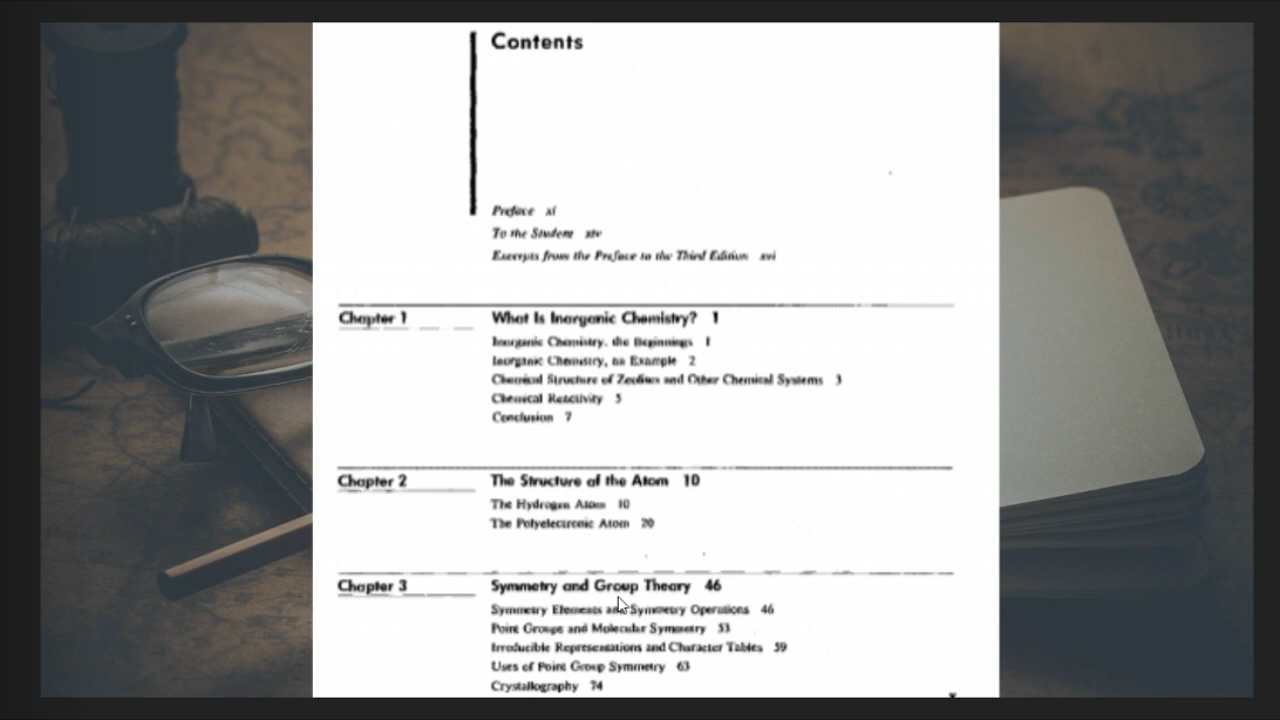 Contents
Preface xi
To the Student xiv
Excerpts from the Preface to the Third Edition xvi
Chapter 1 What Is Inorganic Chemistry? 1
Inorganic Chemistry, the Beginnings 1
Inorganic Chemistry, an Example 2
Chemical Structure of Zeolites and Other Chemical Systems 3
Chemical Reactivity 5
Conclusion 7
Chapter 2 The Structure of the Atom 10
The Hydrogen Atom 10
The Polyelectronic Atom 20
Chapter 3 Symmetry and Group Theory 46
Symmetry Elements and Symmetry Operations 46
Point Groups and Molecular Symmetry 53
Irreducible Representations and Character Tables 59
Uses of Point Group Symmetry 63
Crystallography 74